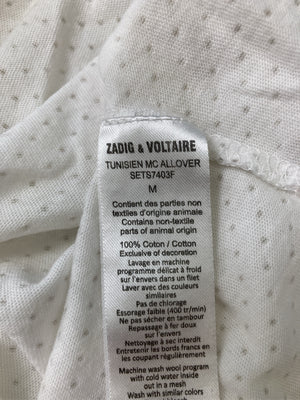 ZADIG & VOLTAIRE
TUNISIEN MC ALLOVER
SETS7403F
M
Contient des parties non
textiles d'origine animale
Contains non-textile
parts of animal origin
100% Coton / Cotton
Exclusive of decoration
Lavage en machine
programme délicat à froid
sur l'envers dans un filet
Laver avec des couleurs
similaires
Pas de chlorage
Essorage faible (400 tr/min)
Ne pas sécher en tambour
Repassage à fer doux
sur l'envers
Nettoyage à sec interdit
Entretenir les bords francs en
les coupant régulièrement
Machine wash wool program
with cold water inside
out in a mesh
Wash with similar colors